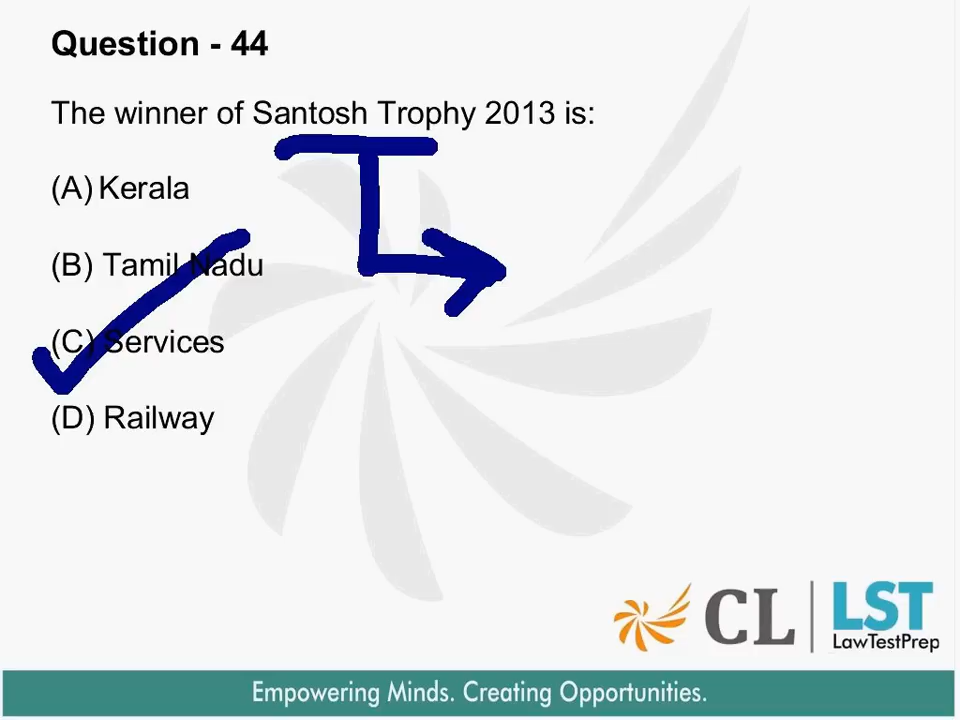 Question - 44
The winner of Santosh Trophy 2013 is:
(A) Kerala
(B) Tamil Nadu
(C) Services
(D) Railway
CL
LST
LawTestPrep
Empowering Minds. Creating Opportunities.